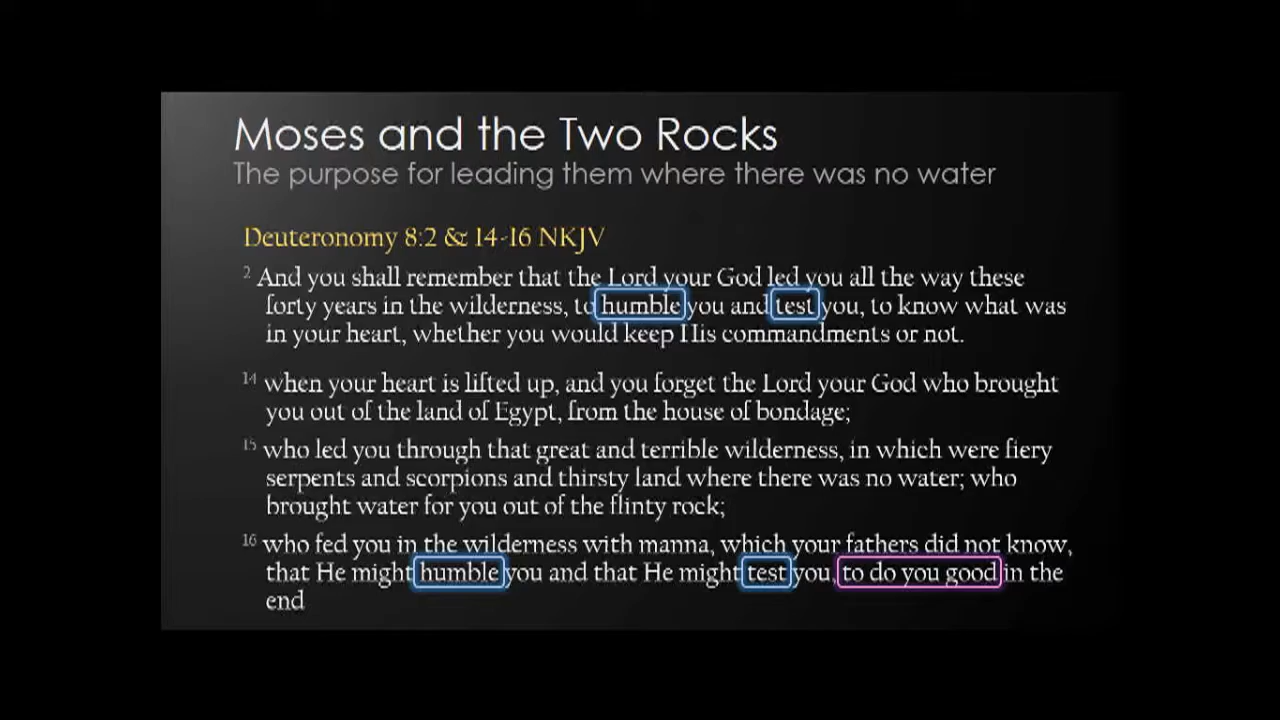 Moses and the Two Rocks
The purpose for leading them where there was no water
Deuteronomy 8:2 & 14-16 NKJV
2 And you shall remember that the Lord your God led you all the way these
forty years in the wilderness, to humble you and test you, to know what was
in your heart, whether you would keep His commandments or not.
14 when your heart is lifted up, and you forget the Lord your God who brought
you out of the land of Egypt, from the house of bondage;
15 who led you through that great and terrible wilderness, in which were fiery
serpents and scorpions and thirsty land where there was no water; who
brought water for you out of the flinty rock;
16 who fed you in the wilderness with manna, which your fathers did not know,
that He might humble you and that He might test you, to do you good in the
end